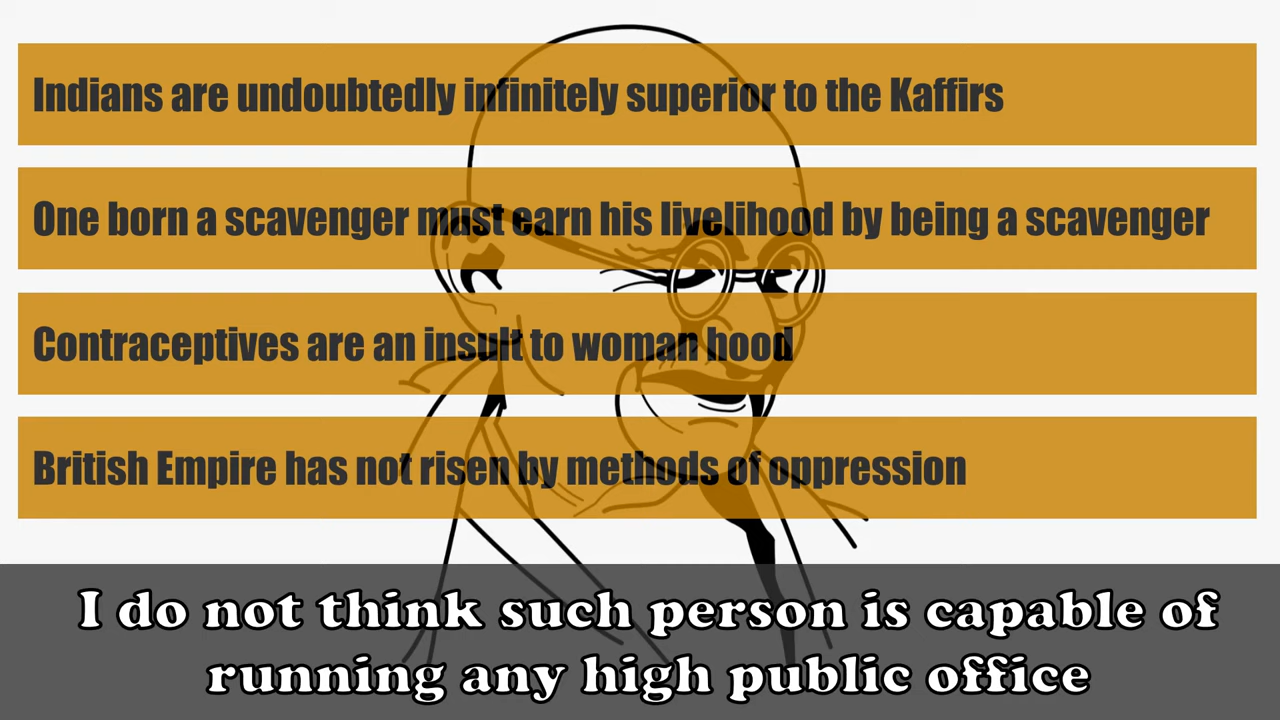 Indians are undoubtedly infinitely superior to the Kaffirs
One born a scavenger must earn his livelihood by being a scavenger
Contraceptives are an insult to woman hood
British Empire has not risen by methods of oppression
I do not think such person is capable of
running any high public office